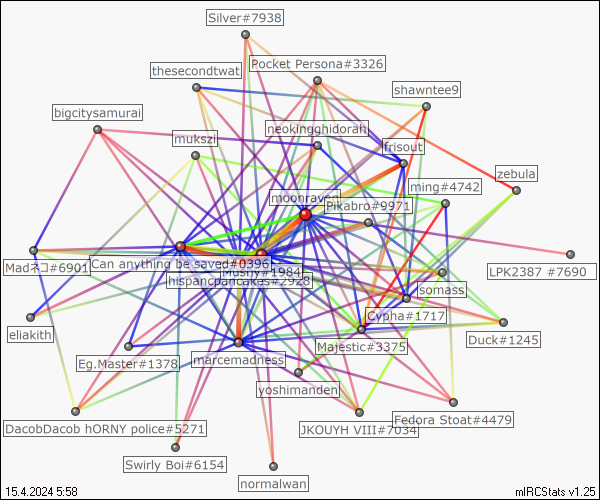 Silver#7938
Pocket Persona#3326
thesecondtwat
shawntee9
bigcitysamurai
neokingghidorah
mukszi
frisout
zebula
ming#4742
moonraven
Pikabro#9971
Can anything be saved#0396
Madネコ#6901
Mushy#1984
LPK2387 #7690
hispancpancakes#2928
somass
Cypha#1717
eliakith
Duck#1245
Majestic#3375
Eg.Master#1378
marcemadness
yoshimanden
Fedora Stoat#4479
DacobDacob hORNY police#5271
JKOUYH VIII#7034
Swirly Boi#6154
normalwan
15.4.2024 5:58
mIRCStats v1.25